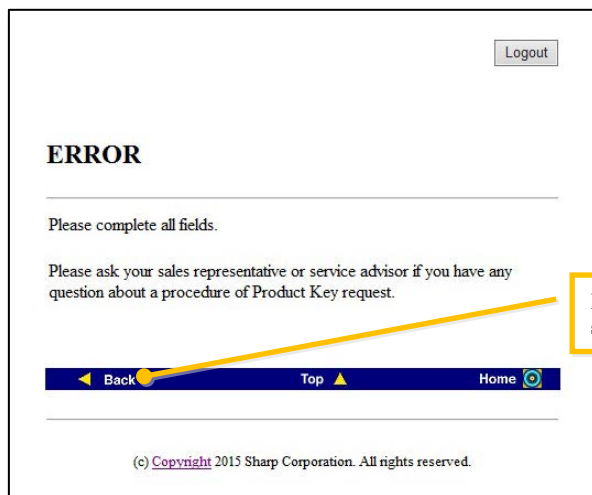 Logout
ERROR
Please complete all fields.
Please ask your sales representative or service advisor if you have any
question about a procedure of Product Key request.
Back Top Home
(c) Copyright 2015 Sharp Corporation. All rights reserved.